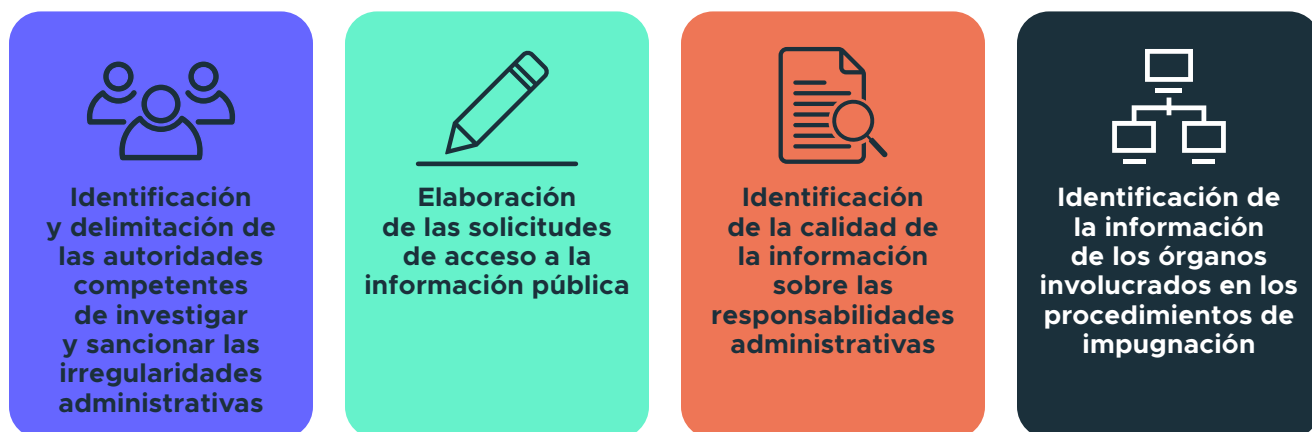 Identificación
y delimitación de
las autoridades
competentes
de investigar
y sancionar las
irregularidades
administrativas
Elaboración
de las solicitudes
de acceso a la
información pública
Identificación
de la calidad de
la información
sobre las
responsabilidades
administrativas
Identificación de
la información
de los órganos
involucrados en los
procedimientos de
impugnación